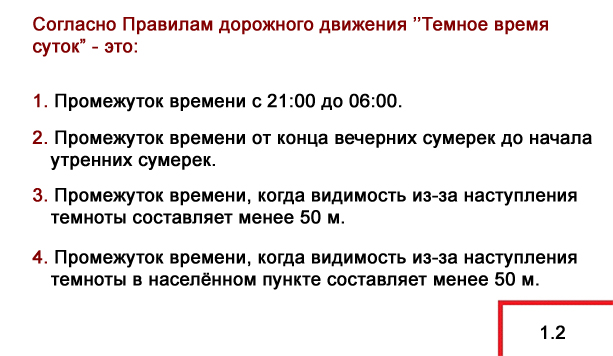 Согласно Правилам дорожного движения ’’Темное время
суток” - это:
1. Промежуток времени с 21:00 до 06:00.
2. Промежуток времени от конца вечерних сумерек до начала
утренних сумерек.
3. Промежуток времени, когда видимость из-за наступления
темноты составляет менее 50 м.
4. Промежуток времени, когда видимость из-за наступления
темноты в населённом пункте составляет менее 50 м.
1.2